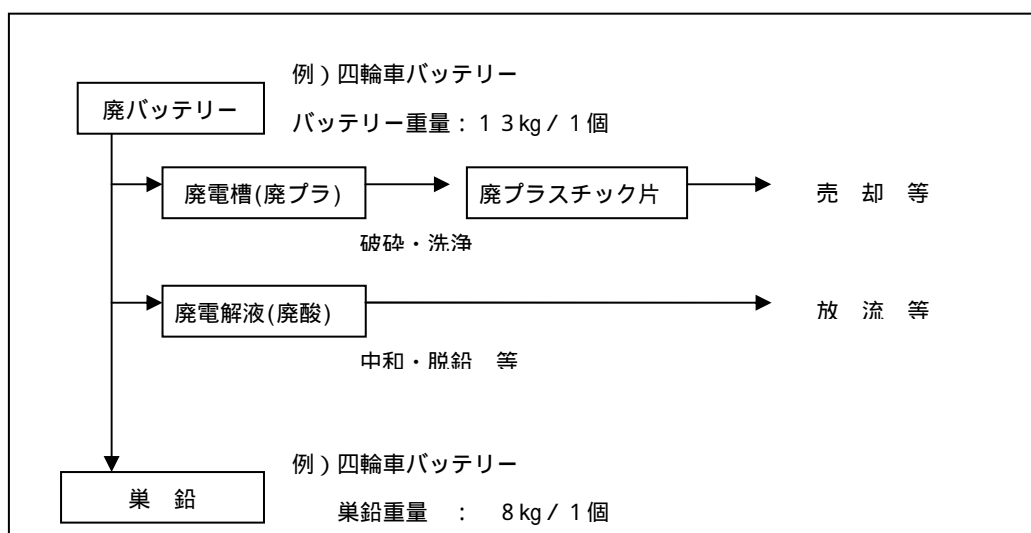 例）四輪車バッテリー
廃バッテリー
バッテリー重量：１３㎏／１個
廃電槽(廃プラ)
廃プラスチック片
売　却　等
破砕・洗浄
廃電解液(廃酸)
放　流　等
中和・脱鉛　等
例）四輪車バッテリー
巣　鉛
巣鉛重量　：　８㎏／１個